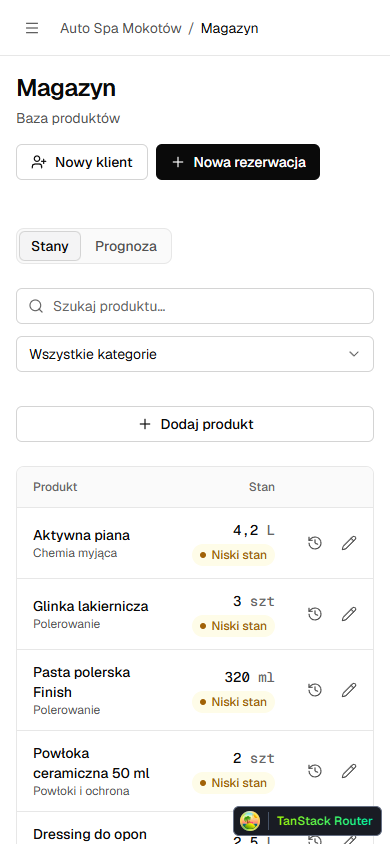 Auto Spa Mokotów / Magazyn
Magazyn
Baza produktów
Nowy klient
Nowa rezerwacja
Stany
Prognoza
Szukaj produktu…
Wszystkie kategorie
Dodaj produkt
Produkt
Stan
Aktywna piana
Chemia myjąca
4,2 L
Niski stan
Glinka lakiernicza
Polerowanie
3 szt
Niski stan
Pasta polerska
Finish
Polerowanie
320 ml
Niski stan
Powłoka
ceramiczna 50 ml
Powłoki i ochrona
2 szt
Niski stan
Dressing do opon
2,5 L
TanStack Router